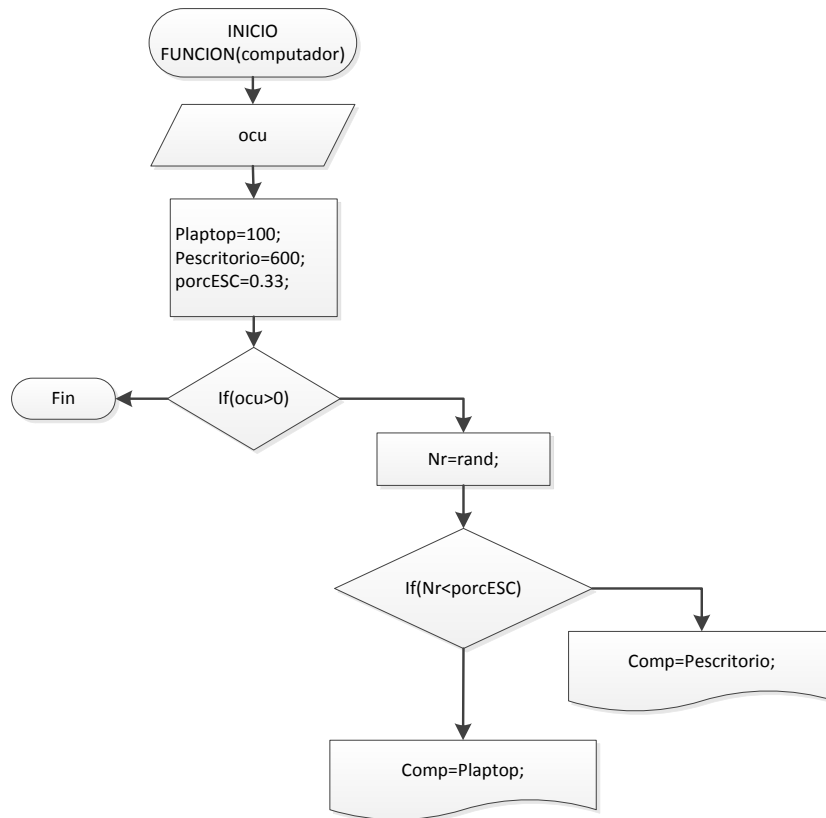 INICIO
FUNCION(computador)
ocu
Plaptop=100;
Pescritorio=600;
porcESC=0.33;
If(ocu>0)
Fin
Nr=rand;
If(Nr<porcESC)
Comp=Pescritorio;
Comp=Plaptop;